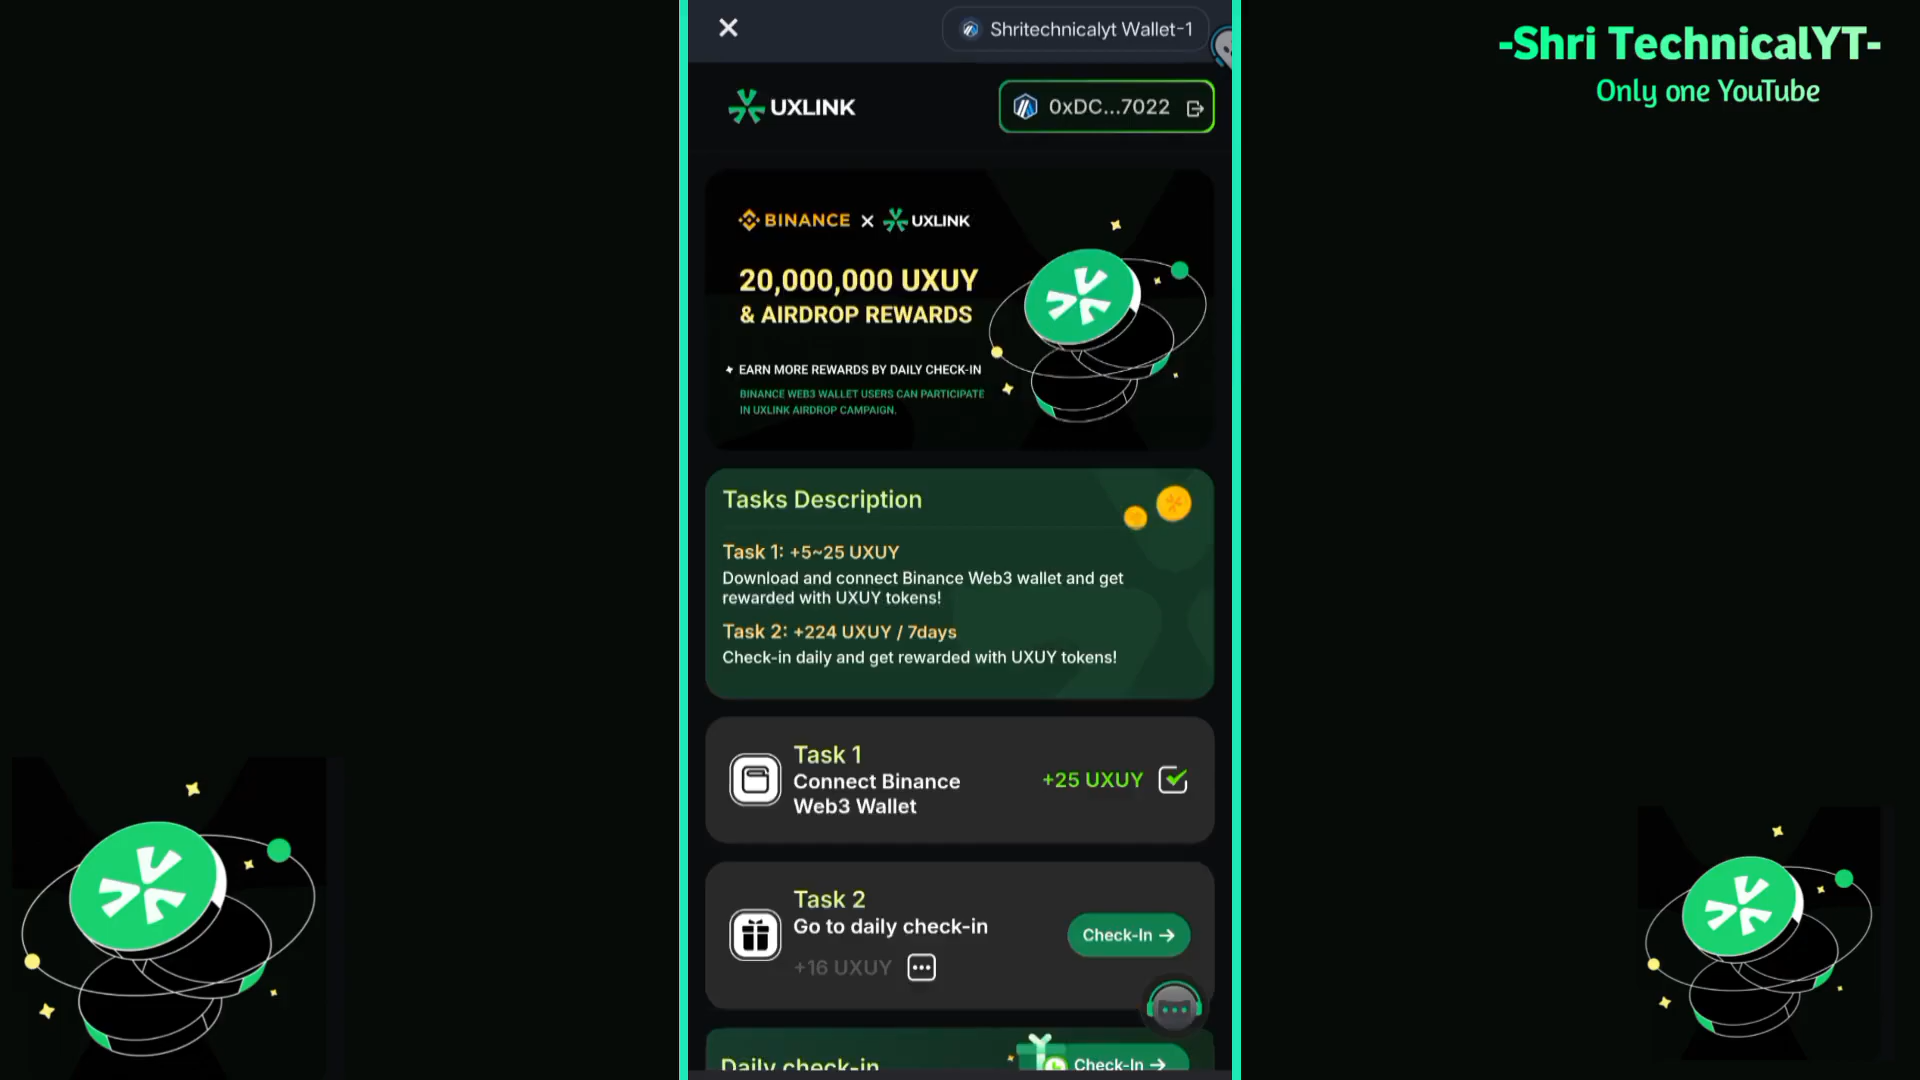 Shritechnicalyt Wallet-1
-Shri TechnicalYT-
Only one YouTube
UXLINK
0xDC...7022
BINANCE X UXLINK
20,000,000 UXUY
& AIRDROP REWARDS
EARN MORE REWARDS BY DAILY CHECK-IN
BINANCE WEB3 WALLET USERS CAN PARTICIPATE
IN UXLINK AIRDROP CAMPAIGN.
Tasks Description
Task 1: +5~25 UXUY
Download and connect Binance Web3 wallet and get
rewarded with UXUY tokens!
Task 2: +224 UXUY / 7days
Check-in daily and get rewarded with UXUY tokens!
Task 1
Connect Binance
Web3 Wallet
+25 UXUY
Task 2
Go to daily check-in
+16 UXUY
Check-In →
Daily check-in
Check-In →